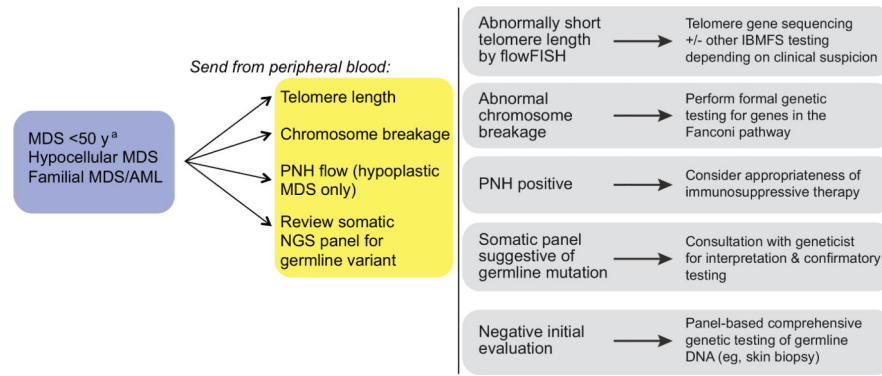 Send from peripheral blood:
MDS <50 y a
Hypocellular MDS
Familial MDS/AML
Telomere length
Chromosome breakage
PNH flow (hypoplastic
MDS only)
Review somatic
NGS panel for
germline variant
Abnormally short
telomere length
by flowFISH
Telomere gene sequencing
+/- other IBMFS testing
depending on clinical suspicion
Abnormal
chromosome
breakage
Perform formal genetic
testing for genes in the
Fanconi pathway
PNH positive
Consider appropriateness of
immunosuppressive therapy
Somatic panel
suggestive of
germline mutation
Consultation with geneticist
for interpretation & confirmatory
testing
Negative initial
evaluation
Panel-based comprehensive
genetic testing of germline
DNA (eg, skin biopsy)